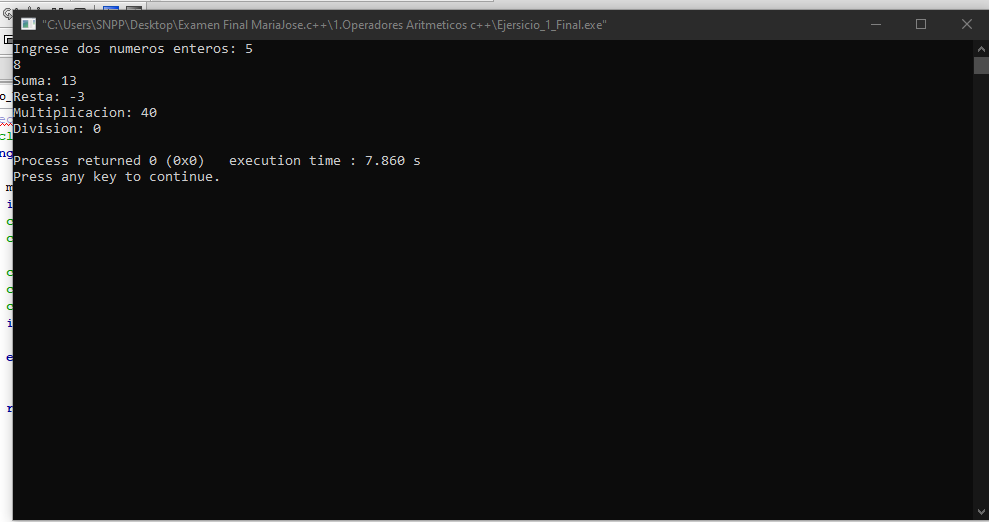 "C:\Users\SNPP\Desktop\Examen Final MariaJose.c++\1.Operadores Aritmeticos c++\Ejersicio_1_Final.exe"
Ingrese dos numeros enteros: 5
8
Suma: 13
Resta: -3
Multiplicacion: 40
Division: 0
Process returned 0 (0x0)   execution time : 7.860 s
Press any key to continue.